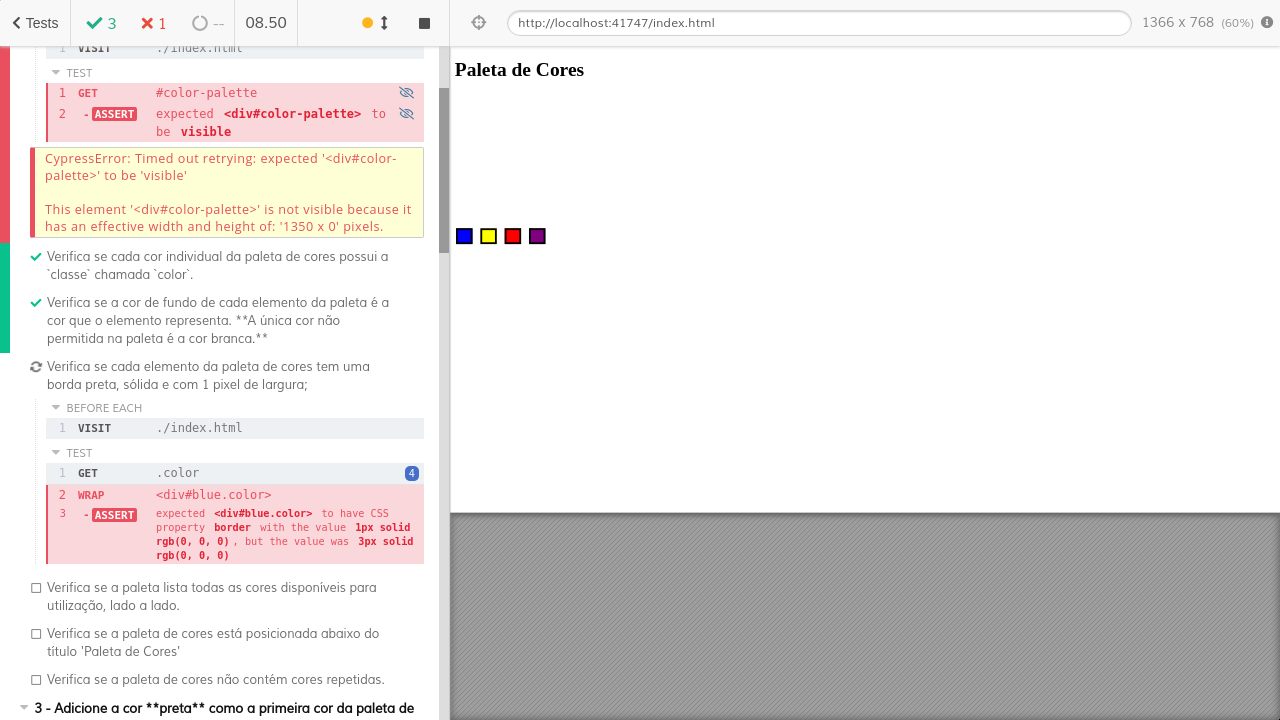 Tests 3 1 -- 08.50
http://localhost:41747/index.html 1366 x 768 (60%)
1 VISIT ./index.html
TEST
1 GET #color-palette
2 - ASSERT expected <div#color-palette> to
be visible
CypressError: Timed out retrying: expected '<div#color-
palette>' to be 'visible'
This element '<div#color-palette>' is not visible because it
has an effective width and height of: '1350 x 0' pixels.
Verifica se cada cor individual da paleta de cores possui a
`classe` chamada `color`.
Verifica se a cor de fundo de cada elemento da paleta é a
cor que o elemento representa. **A única cor não
permitida na paleta é a cor branca.**
Verifica se cada elemento da paleta de cores tem uma
borda preta, sólida e com 1 pixel de largura;
BEFORE EACH
1 VISIT ./index.html
TEST
1 GET .color 4
2 WRAP <div#blue.color>
3 - ASSERT expected <div#blue.color> to have CSS
property border with the value 1px solid
rgb(0, 0, 0), but the value was 3px solid
rgb(0, 0, 0)
Verifica se a paleta lista todas as cores disponíveis para
utilização, lado a lado.
Verifica se a paleta de cores está posicionada abaixo do
título 'Paleta de Cores'
Verifica se a paleta de cores não contém cores repetidas.
3 - Adicione a cor **preta** como a primeira cor da paleta de
Paleta de Cores